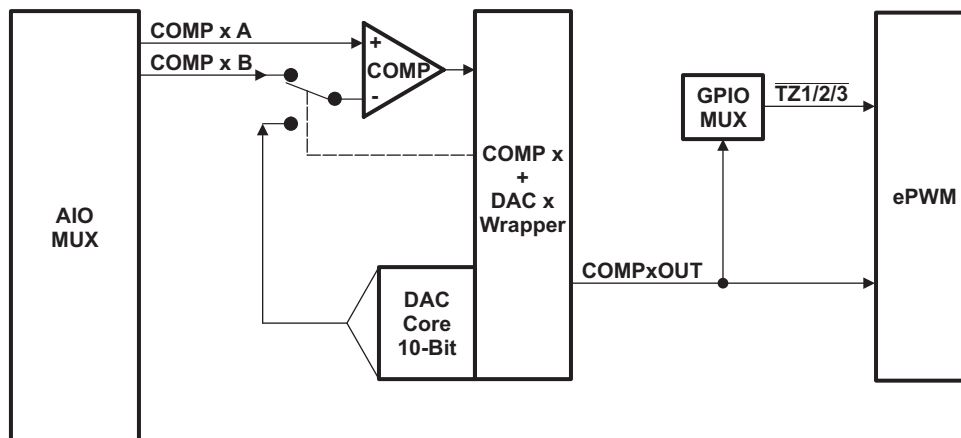 AIO
MUX
COMP x A
COMP x B
+
COMP
-
COMP x
+
DAC x
Wrapper
DAC
Core
10-Bit
COMPxOUT
GPIO
MUX
TZ1/2/3
ePWM